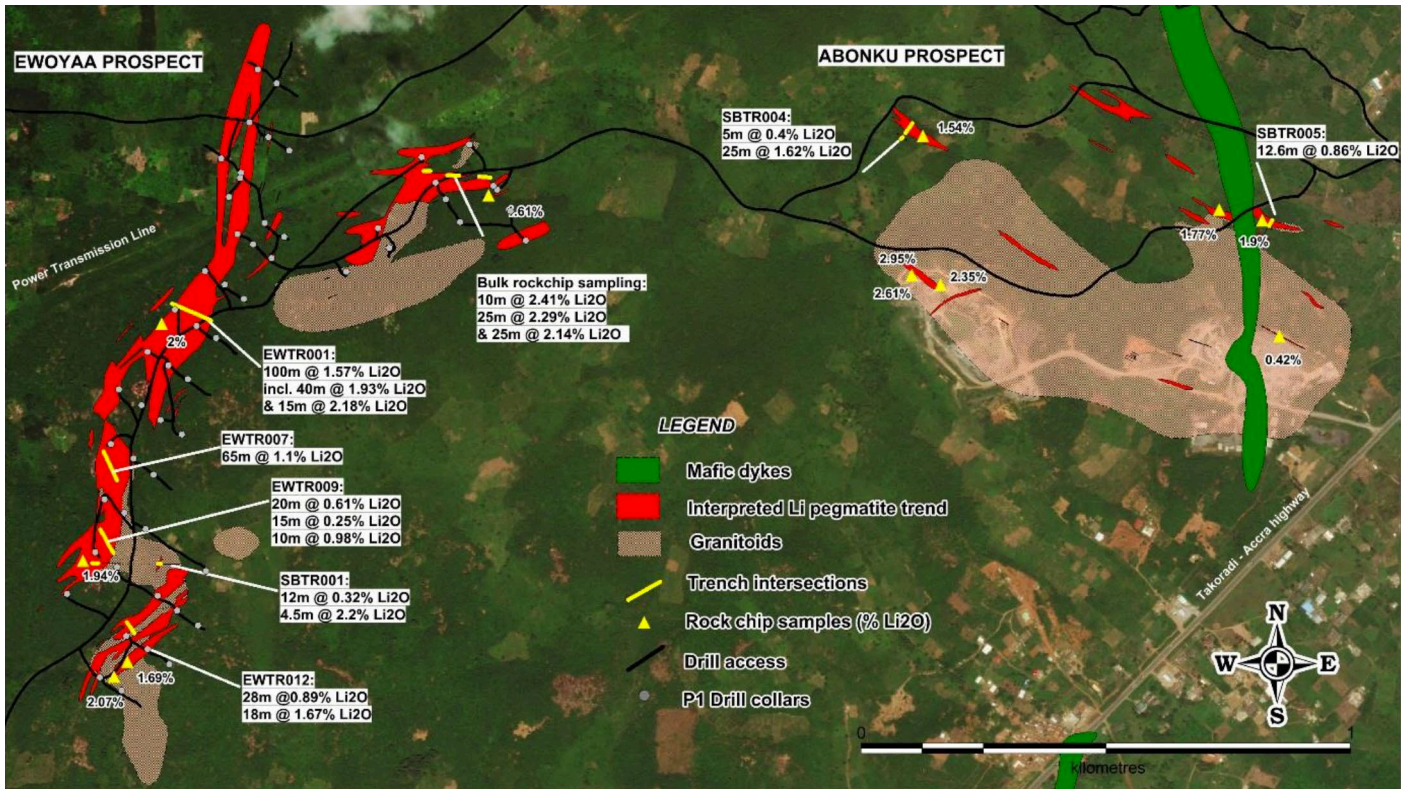 EWOYAA PROSPECT
ABONKU PROSPECT
SBTR004:
5m @ 0.4% Li2O
25m @ 1.62% Li2O
1.54%
SBTR005:
12.6m @ 0.86% Li2O
1.61%
1.77%
1.9%
Power Transmission Line
2.95%
2.35%
2.61%
Bulk rockchip sampling:
10m @ 2.41% Li2O
25m @ 2.29% Li2O
& 25m @ 2.14% Li2O
2%
0.42%
EWTR001:
100m @ 1.57% Li2O
incl. 40m @ 1.93% Li2O
& 15m @ 2.18% Li2O
EWTR007:
65m @ 1.1% Li2O
EWTR009:
20m @ 0.61% Li2O
15m @ 0.25% Li2O
10m @ 0.98% Li2O
1.94%
SBTR001:
12m @ 0.32% Li2O
4.5m @ 2.2% Li2O
1.69%
2.07%
EWTR012:
28m @0.89% Li2O
18m @ 1.67% Li2O
LEGEND
Mafic dykes
Interpreted Li pegmatite trend
Granitoids
Trench intersections
Rock chip samples (% Li2O)
Drill access
P1 Drill collars
Takoradi - Accra highway
N
W E
S
0 1
kilometres